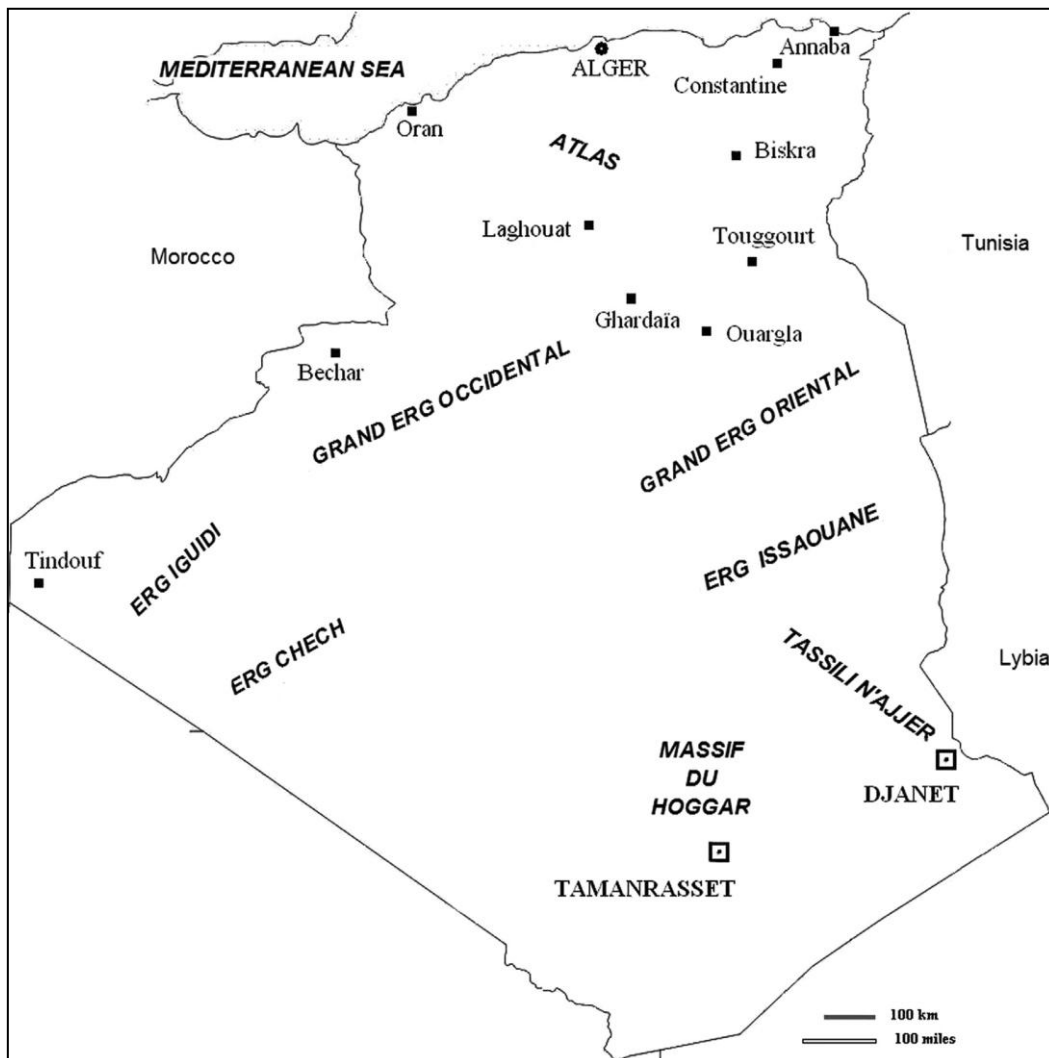 Annaba
MEDITERRANEAN SEA
ALGER
Constantine
Oran
ATLAS
Biskra
Laghouat
Touggourt
Morocco
Tunisia
Ghardaïa
Ouargla
Bechar
GRAND ERG OCCIDENTAL
GRAND ERG ORIENTAL
ERG ISSAOUANE
Tindouf
ERG IGUIDI
ERG CHECH
TASSILI N'AJJER
Lybia
MASSIF
DU
HOGGAR
DJANET
TAMANRASSET
100 km
100 miles